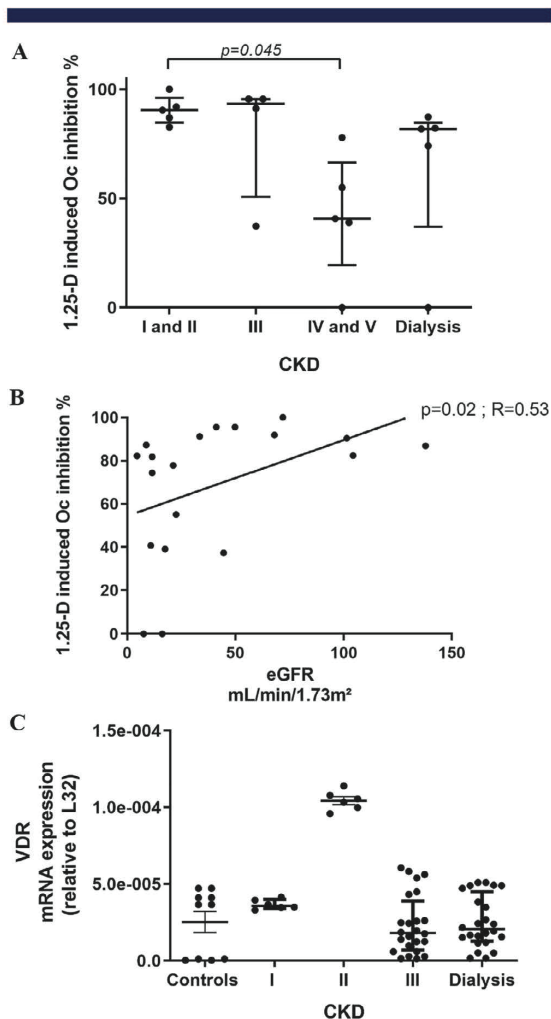 A
p=0.045
1.25-D induced Oc inhibition %
100
50
0
I and II
III
IV and V
Dialysis
CKD
B
p=0.02 ; R=0.53
1.25-D induced Oc inhibition %
100
80
60
40
20
0
0
50
100
150
eGFR
mL/min/1.73m²
C
VDR
mRNA expression
(relative to L32)
1.5e-004
1.0e-004
5.0e-005
0.0
Controls
I
II
III
Dialysis
CKD